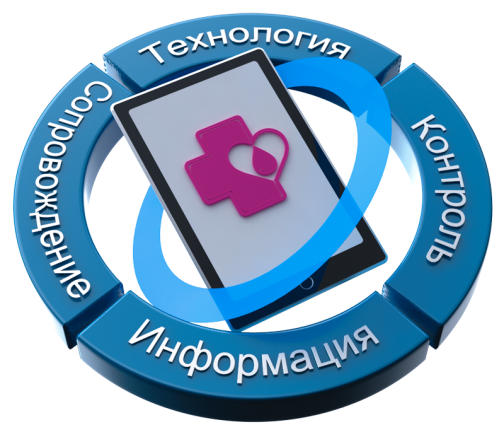 Технология
Контроль
Информация
Сопровождение